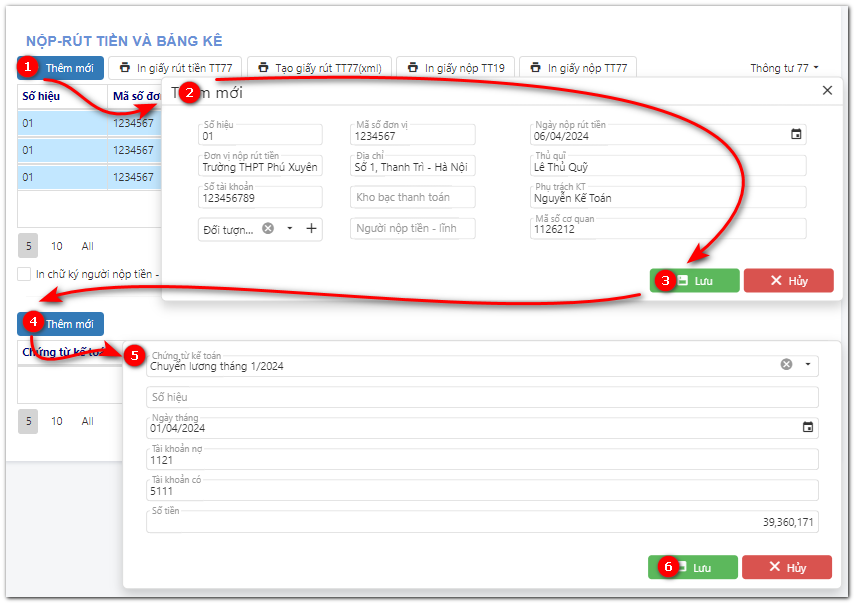 NỘP-RÚT TIỀN VÀ BẢNG KÊ
1 Thêm mới In giấy rút tiền TT77 Tạo giấy rút TT77(xml) In giấy nộp TT19 In giấy nộp TT77 Thông tư 77
Số hiệu Mã số đơn
2 Thêm mới
01 1234567
01 1234567
01 1234567
5 10 All
In chữ ký người nộp tiền -
Số hiệu Mã số đơn vị Ngày nộp rút tiền
01 1234567 06/04/2024
Đơn vị nộp rút tiền Địa chỉ Thủ quĩ
Trường THPT Phú Xuyên Số 1, Thanh Trì - Hà Nội Lê Thủ Quỹ
Số tài khoản Phụ trách KT
123456789 Kho bạc thanh toán Nguyễn Kế Toán
Mã số cơ quan
Đối tượn... Người nộp tiền - lĩnh 1126212
3 Lưu Hủy
4 Thêm mới
Chứng từ kế toán
5 10 All
5
Chứng từ kế toán
Chuyển lương tháng 1/2024
Số hiệu
Ngày tháng
01/04/2024
Tài khoản nợ
1121
Tài khoản có
5111
Số tiền
39,360,171
6 Lưu Hủy